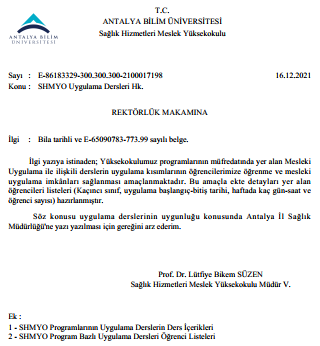 T.C.
ANTALYA BİLİM ÜNİVERSİTESİ
Sağlık Hizmetleri Meslek Yüksekokulu
ANTALYA BİLİM
ÜNİVERSİTESİ
Sayı : E-86183329-300.300.300-2100017198 16.12.2021
Konu : SHMYO Uygulama Dersleri Hk.
REKTÖRLÜK MAKAMINA
İlgi : Bila tarihli ve E-65090783-773.99 sayılı belge.
İlgi yazıya istinaden; Yüksekokulumuz programlarının müfredatında yer alan Mesleki
Uygulama ile ilişkili derslerin uygulama kısımlarının öğrencilerimize öğrenme ve mesleki
uygulama imkânları sağlanması amaçlanmaktadır. Bu amaçla ekte detayları yer alan
öğrencileri listeleri (Kaçıncı sınıf, uygulama başlangıç-bitiş tarihi, haftada kaç gün-saat ve
öğrenci sayısı) hazırlanmıştır.
Söz konusu uygulama derslerinin uygunluğu konusunda Antalya İl Sağlık
Müdürlüğü'ne yazı yazılması için gereğini arz ederim.
Prof. Dr. Lütfiye Bikem SÜZEN
Sağlık Hizmetleri Meslek Yüksekokulu Müdür V.
Ek :
1 - SHMYO Programlarının Uygulama Derslerin Ders İçerikleri
2 - SHMYO Program Bazlı Uygulama Dersleri Öğrenci Listeleri